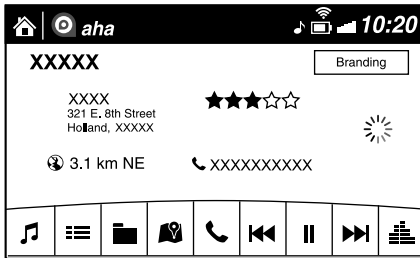 aha 10:20
XXXXX Branding
XXXX
321 E. 8th Street
Holland, XXXXX
3.1 km NE XXXXXXXXXX